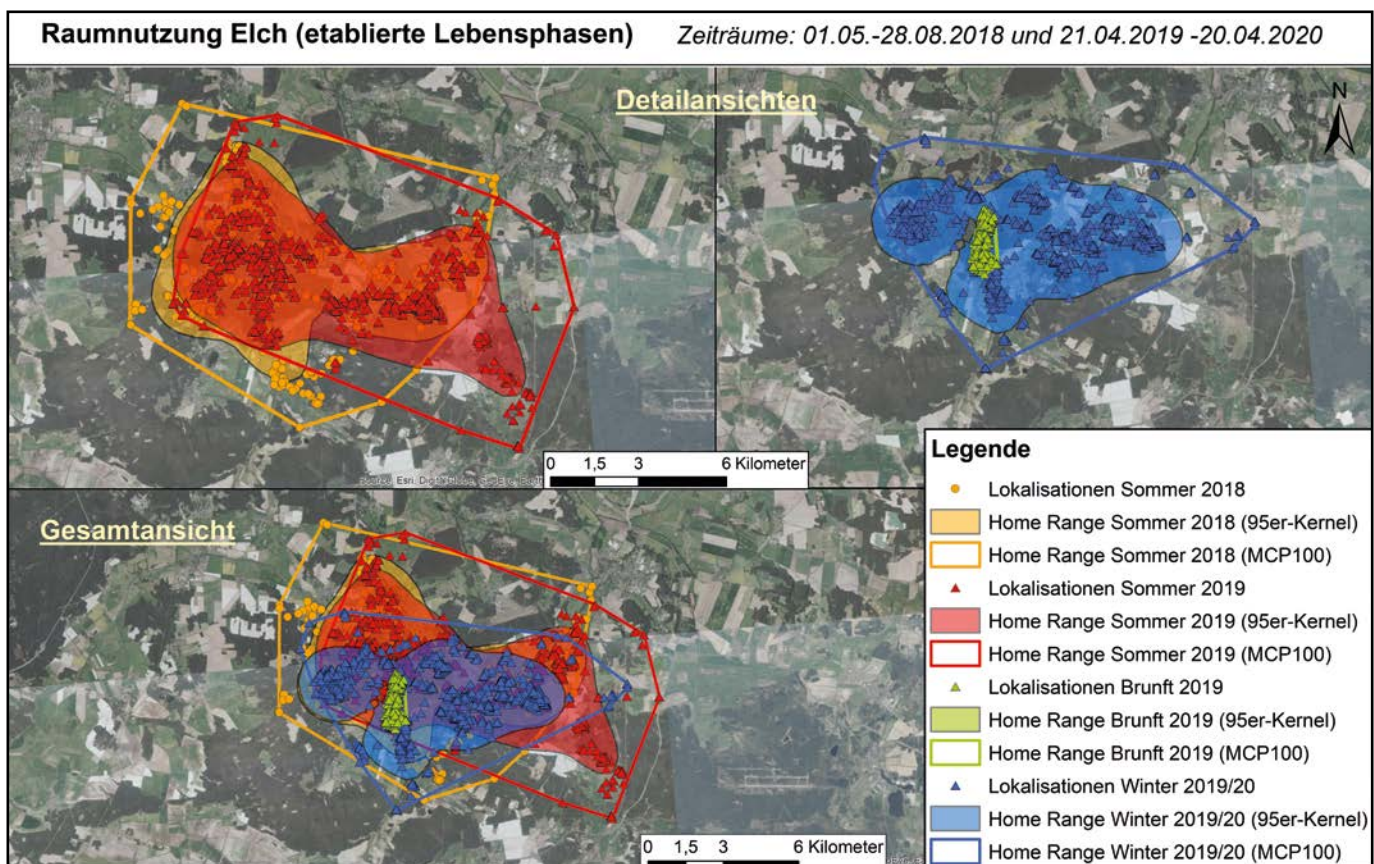 Raumnutzung Elch (etablierte Lebensphasen) Zeiträume: 01.05.-28.08.2018 und 21.04.2019 -20.04.2020
Detailansichten
N
0 1,5 3 6 Kilometer
Source: Esri,
Gesamtansicht
0 1,5 3 6 Kilometer
Legende
Lokalisationen Sommer 2018
Home Range Sommer 2018 (95er-Kernel)
Home Range Sommer 2018 (MCP100)
Lokalisationen Sommer 2019
Home Range Sommer 2019 (95er-Kernel)
Home Range Sommer 2019 (MCP100)
Lokalisationen Brunft 2019
Home Range Brunft 2019 (95er-Kernel)
Home Range Brunft 2019 (MCP100)
Lokalisationen Winter 2019/20
Home Range Winter 2019/20 (95er-Kernel)
Home Range Winter 2019/20 (MCP100)